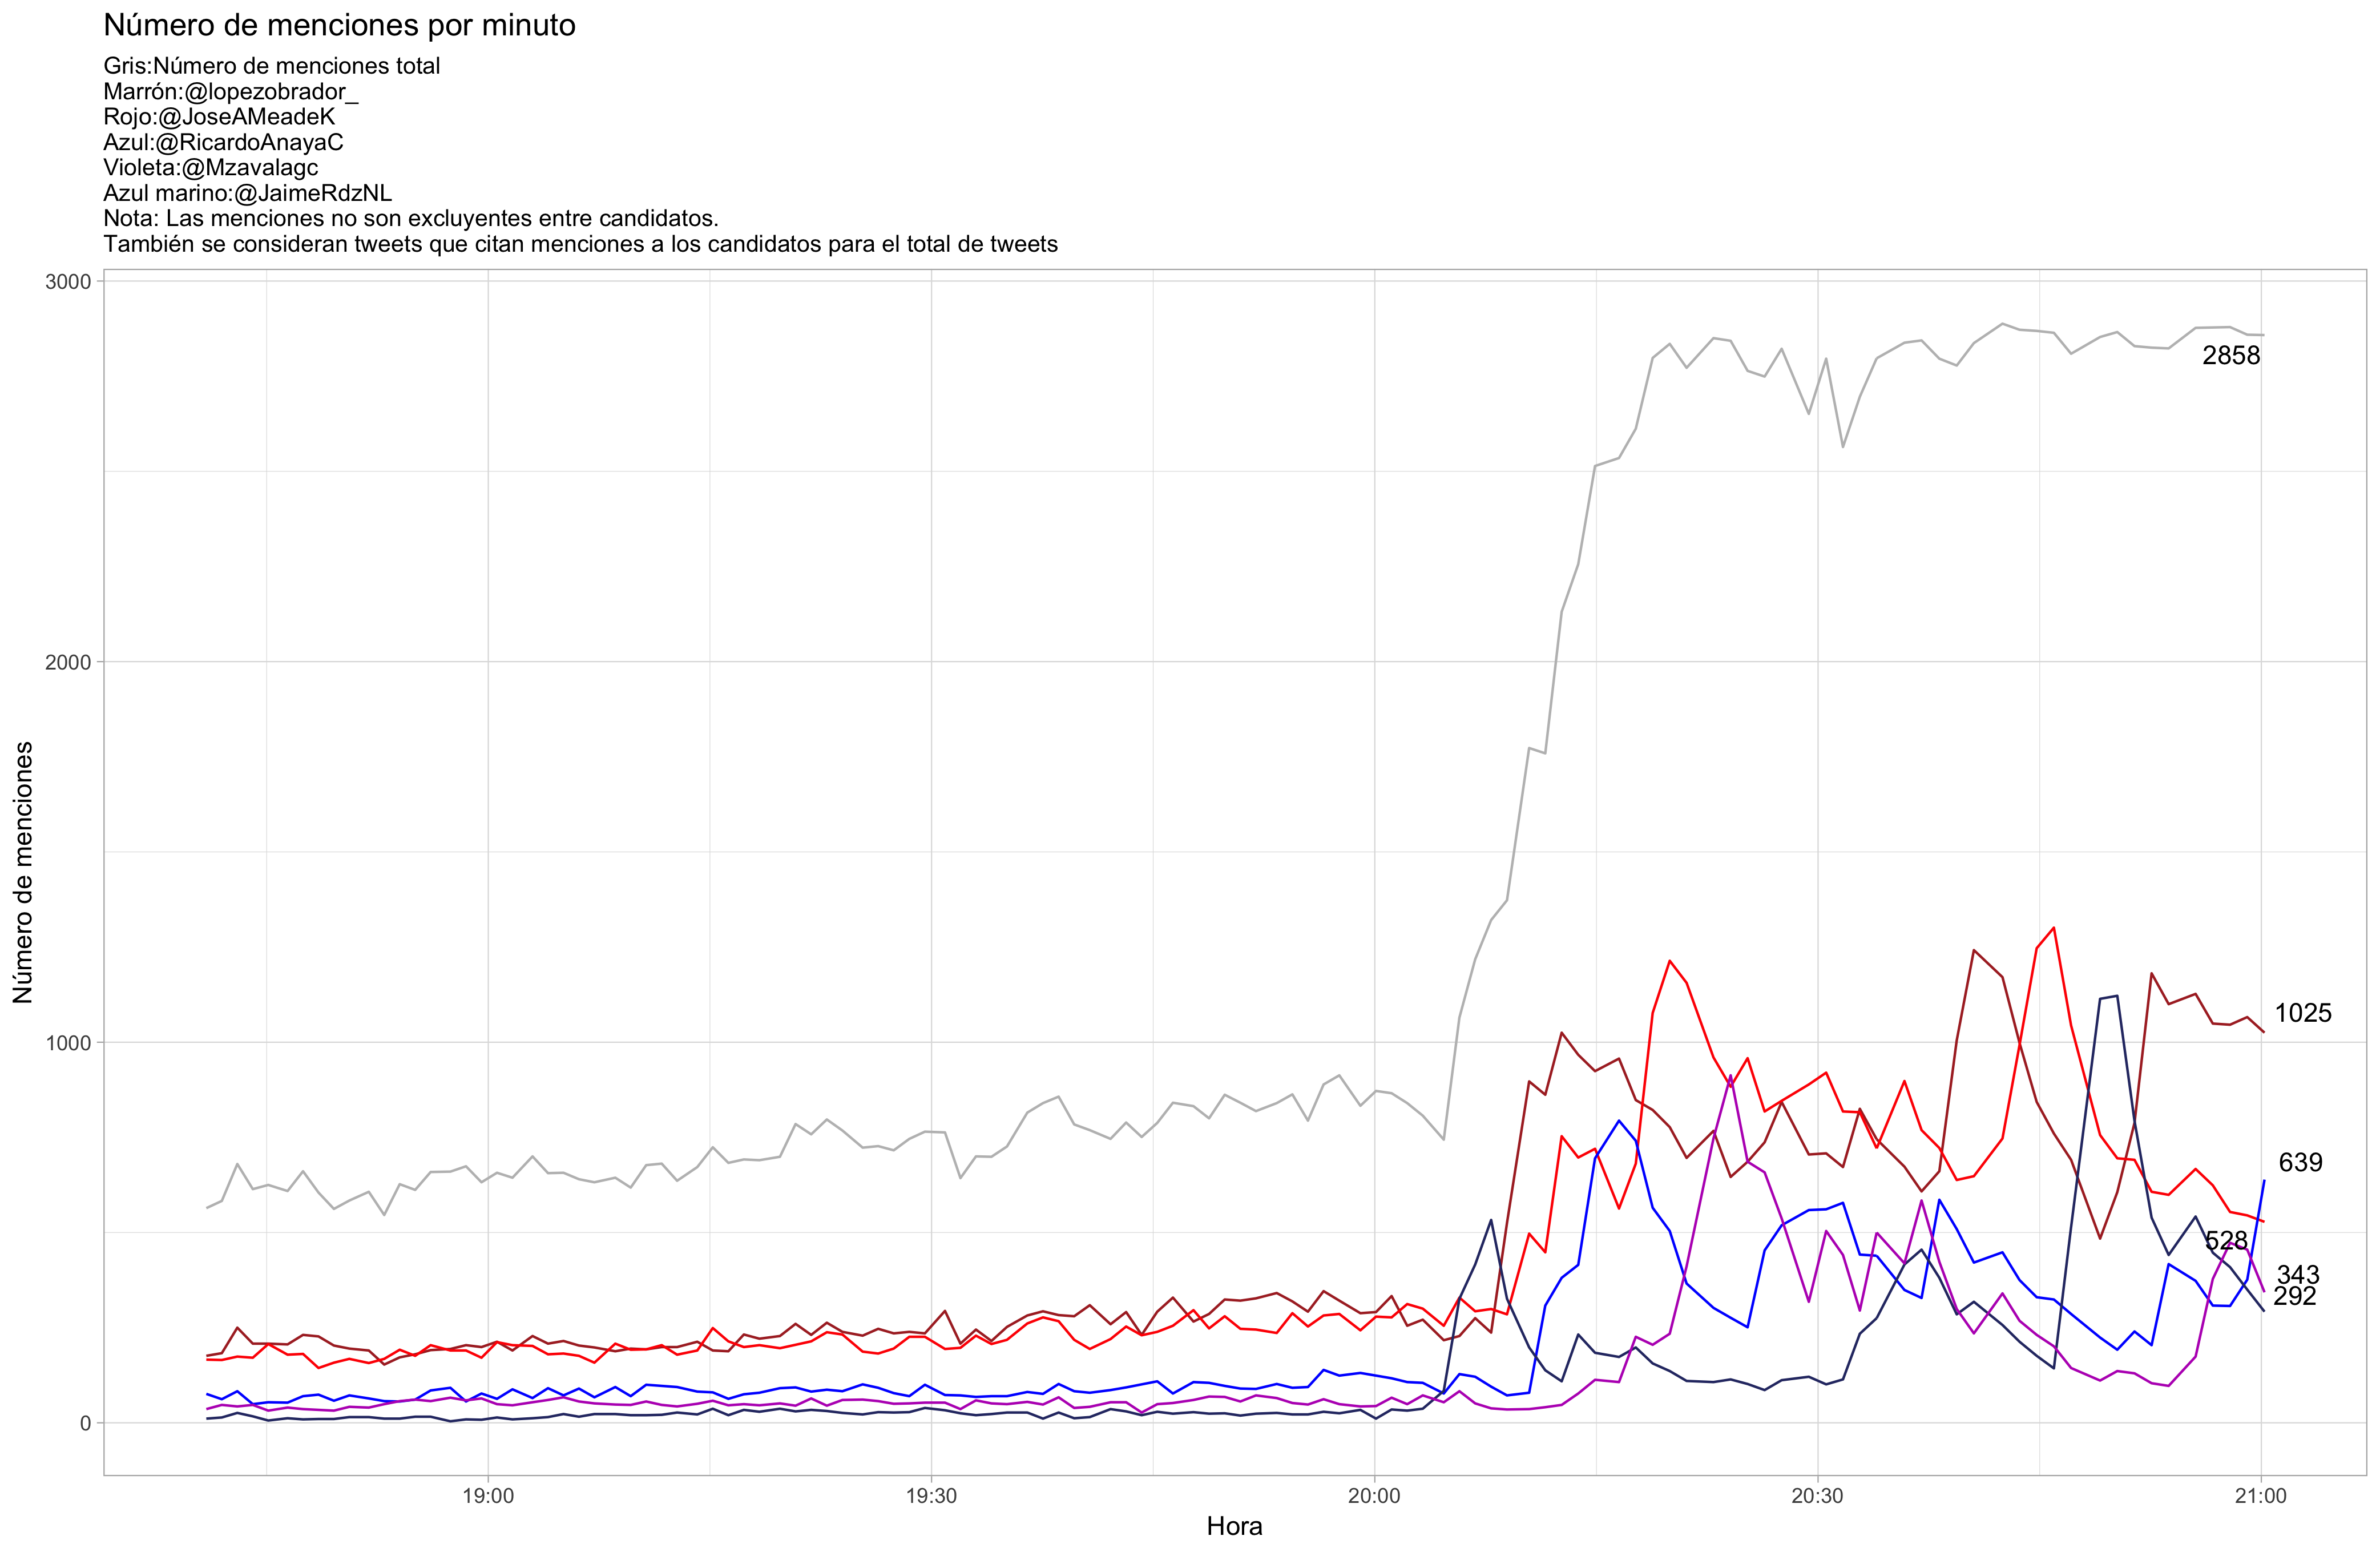 Número de menciones por minuto
Gris:Número de menciones total
Marrón:@lopezobrador_
Rojo:@JoseAMeadeK
Azul:@RicardoAnayaC
Violeta:@Mzavalagc
Azul marino:@JaimeRdzNL
Nota: Las menciones no son excluyentes entre candidatos.
También se consideran tweets que citan menciones a los candidatos para el total de tweets
3000
2858
2000
Número de menciones
1000
1025
639
528
343
292
0
19:00
19:30
20:00
20:30
21:00
Hora